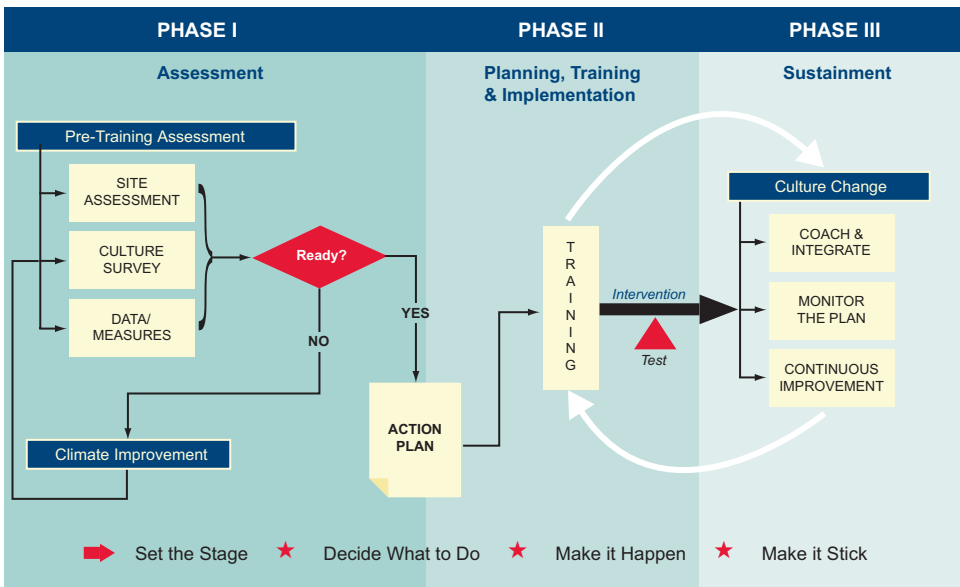 PHASE I
PHASE II
PHASE III
Assessment
Planning, Training
& Implementation
Sustainment
Pre-Training Assessment
SITE
ASSESSMENT
CULTURE
SURVEY
DATA/
MEASURES
Ready?
NO
YES
Climate Improvement
ACTION
PLAN
T
R
A
I
N
I
N
G
Intervention
Test
Culture Change
COACH &
INTEGRATE
MONITOR
THE PLAN
CONTINUOUS
IMPROVEMENT
Set the Stage
Decide What to Do
Make it Happen
Make it Stick